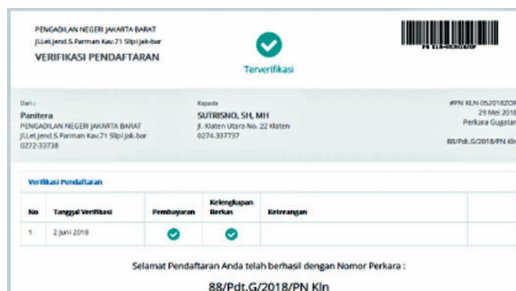 PENGADILAN NEGERI JAKARTA BARAT
Jl.Let.Jend.S.Parman Kav.71 Slipi Jak-bar
VERIFIKASI PENDAFTARAN
Terverifikasi
Dari :
Panitera
PENGADILAN NEGERI JAKARTA BARAT
Jl.Let.Jend.S.Parman Kav.71 Slipi Jak-bar
0272-33738
Kepada
SUTRISNO, SH, MH
Jl. Klaten Utara No. 22 Klaten
0274-337737
29 Mei 2018
Perkara Gugatan
88/Pdt.G/2018/PN Kln
Verifikasi Pendaftaran
No Tanggal Verifikasi Pembayaran Kelengkapan Berkas Keterangan
1 2 Juni 2018
Selamat Pendaftaran Anda telah berhasil dengan Nomor Perkara :
88/Pdt.G/2018/PN Kln